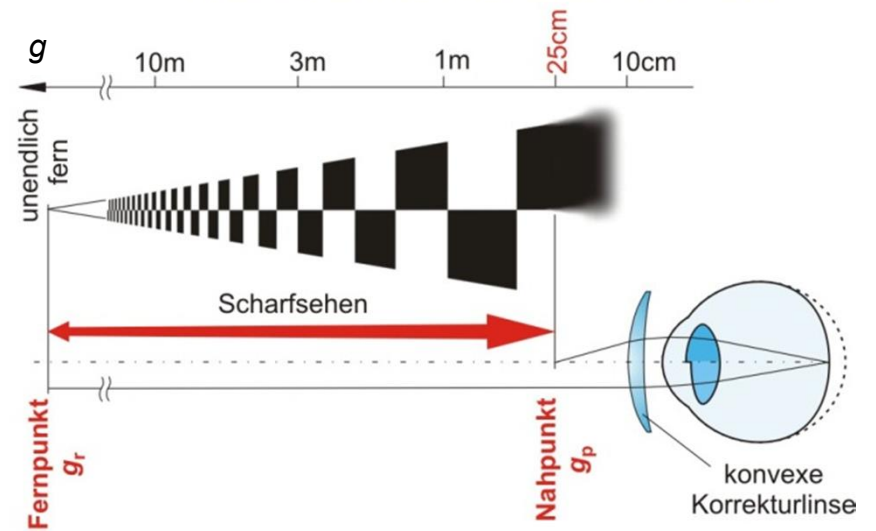 g
10m
3m
1m
25cm
10cm
unendlich
fern
Scharfsehen
Fernpunkt
gr
Nahpunkt
gp
konvexe
Korrekturlinse